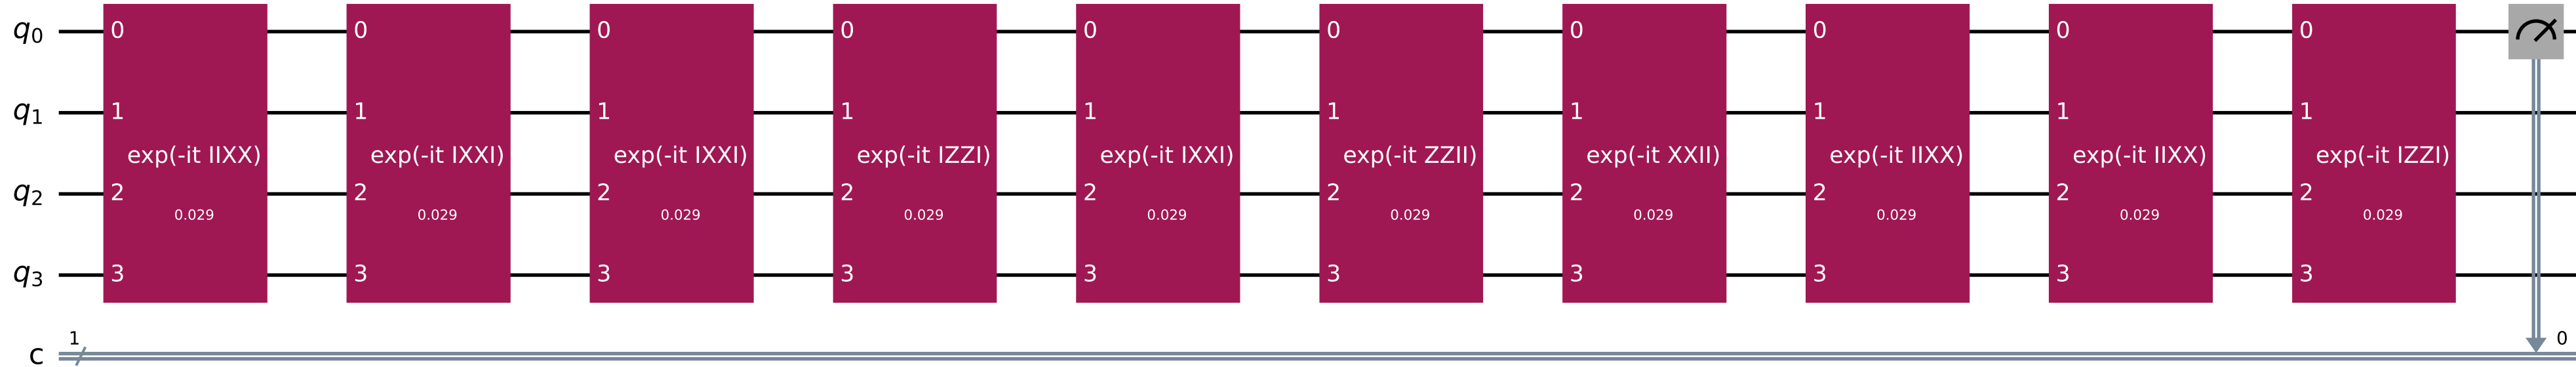 q0 0 0 0 0 0 0 0 0 0 0
q1 1 1 1 1 1 1 1 1 1 1
exp(-it IIXX) exp(-it IXXI) exp(-it IXXI) exp(-it IZZI) exp(-it IXXI) exp(-it ZZII) exp(-it XXII) exp(-it IIXX) exp(-it IIXX) exp(-it IZZI)
q2 2 2 2 2 2 2 2 2 2 2
0.029 0.029 0.029 0.029 0.029 0.029 0.029 0.029 0.029 0.029
q3 3 3 3 3 3 3 3 3 3 3
1 0
c